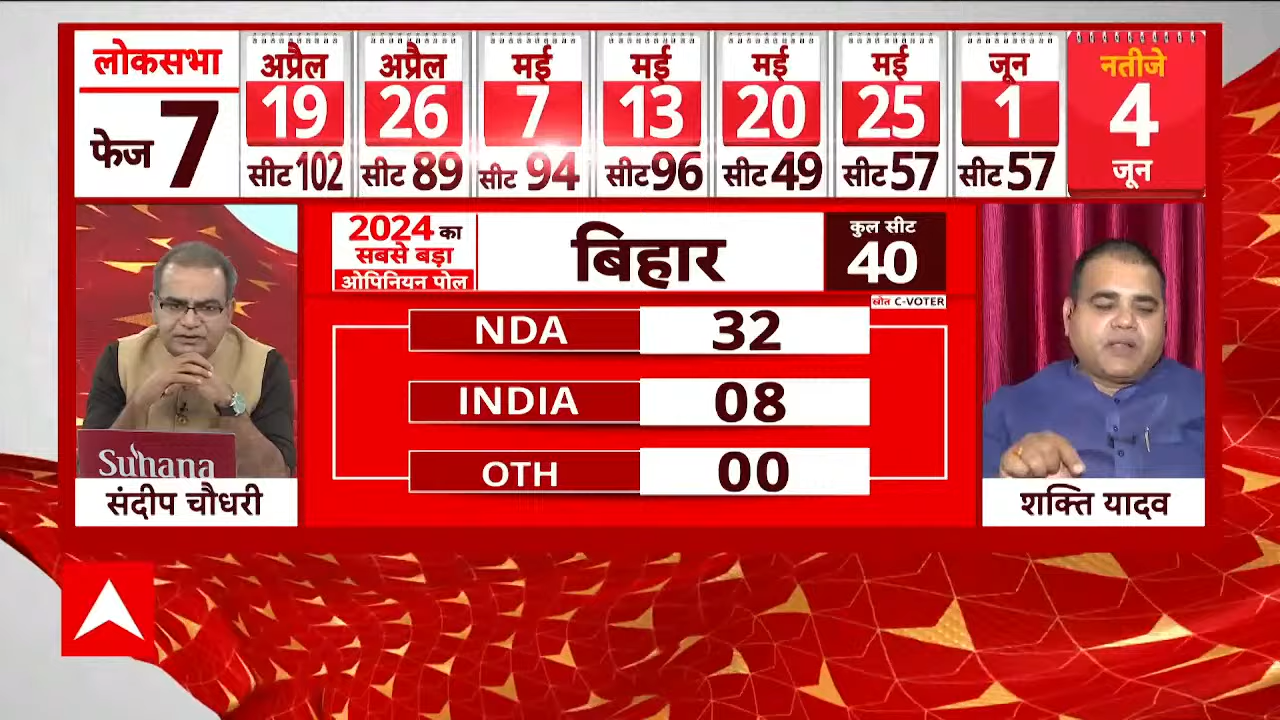 लोकसभा
फेज 7
अप्रैल
19
सीट 102
अप्रैल
26
सीट 89
मई
7
सीट 94
मई
13
सीट 96
मई
20
सीट 49
मई
25
सीट 57
जून
1
सीट 57
नतीजे
4
जून
2024 का
सबसे बड़ा
ओपिनियन पोल
बिहार
कुल सीट
40
स्रोत C-VOTER
NDA 32
INDIA 08
OTH 00
Suhana
संदीप चौधरी
शक्ति यादव